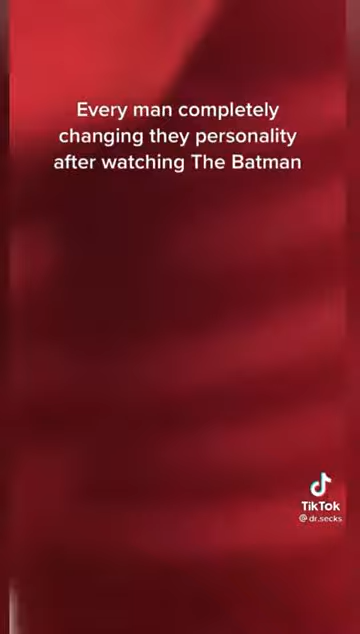 Every man completely
changing they personality
after watching The Batman
TikTok
@dr.secks